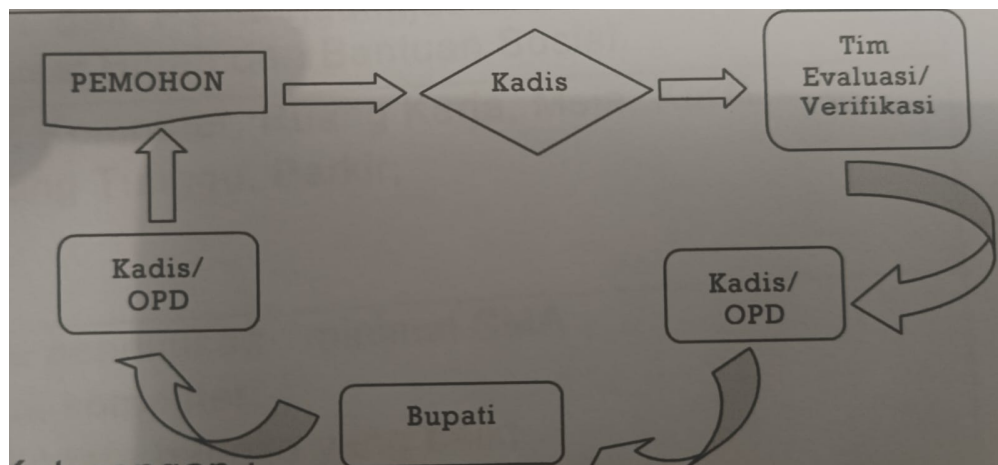 PEMOHON
Kadis
Tim
Evaluasi/
Verifikasi
Kadis/
OPD
Bupati
Kadis/
OPD